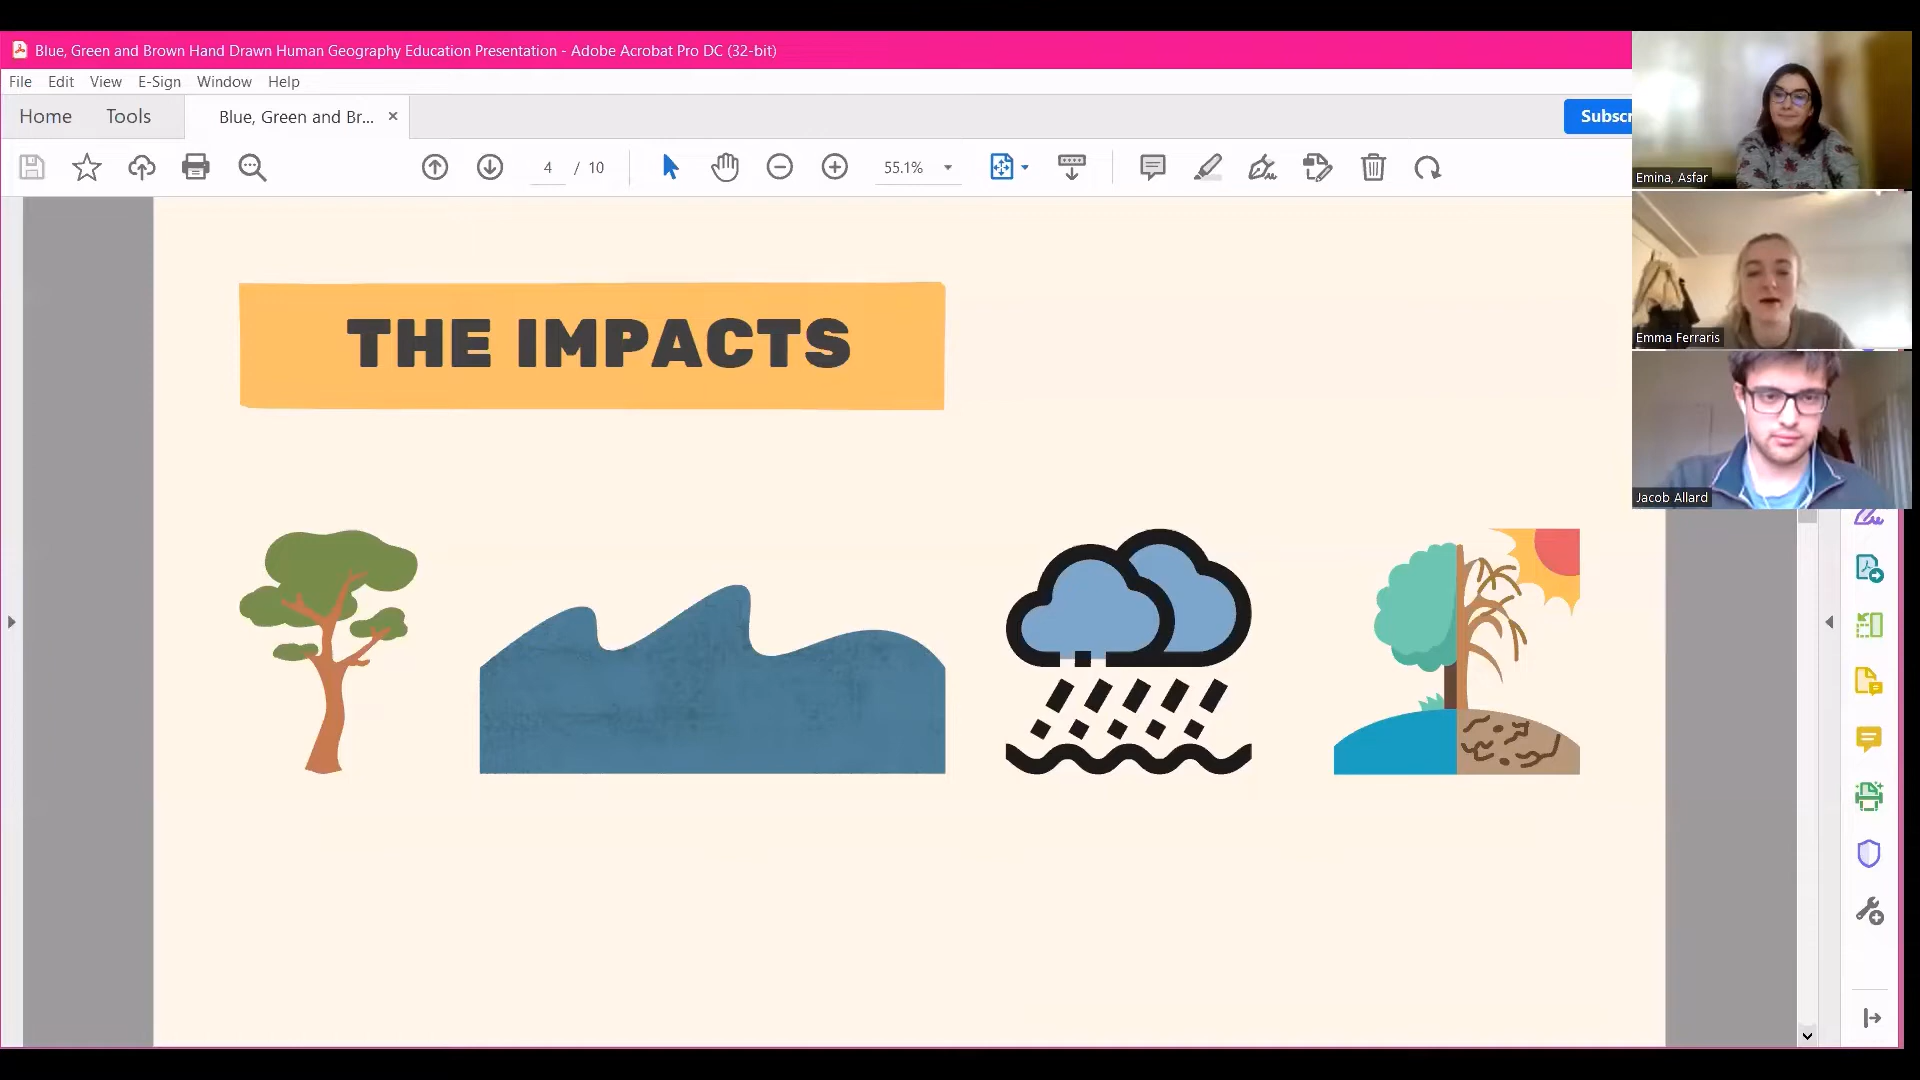 Blue, Green and Brown Hand Drawn Human Geography Education Presentation - Adobe Acrobat Pro DC (32-bit)
File Edit View E-Sign Window Help
Home Tools Blue, Green and Br... ×
Subscr
4 / 10 55.1%
THE IMPACTS
Emina, Asfar
Emma Ferraris
Jacob Allard